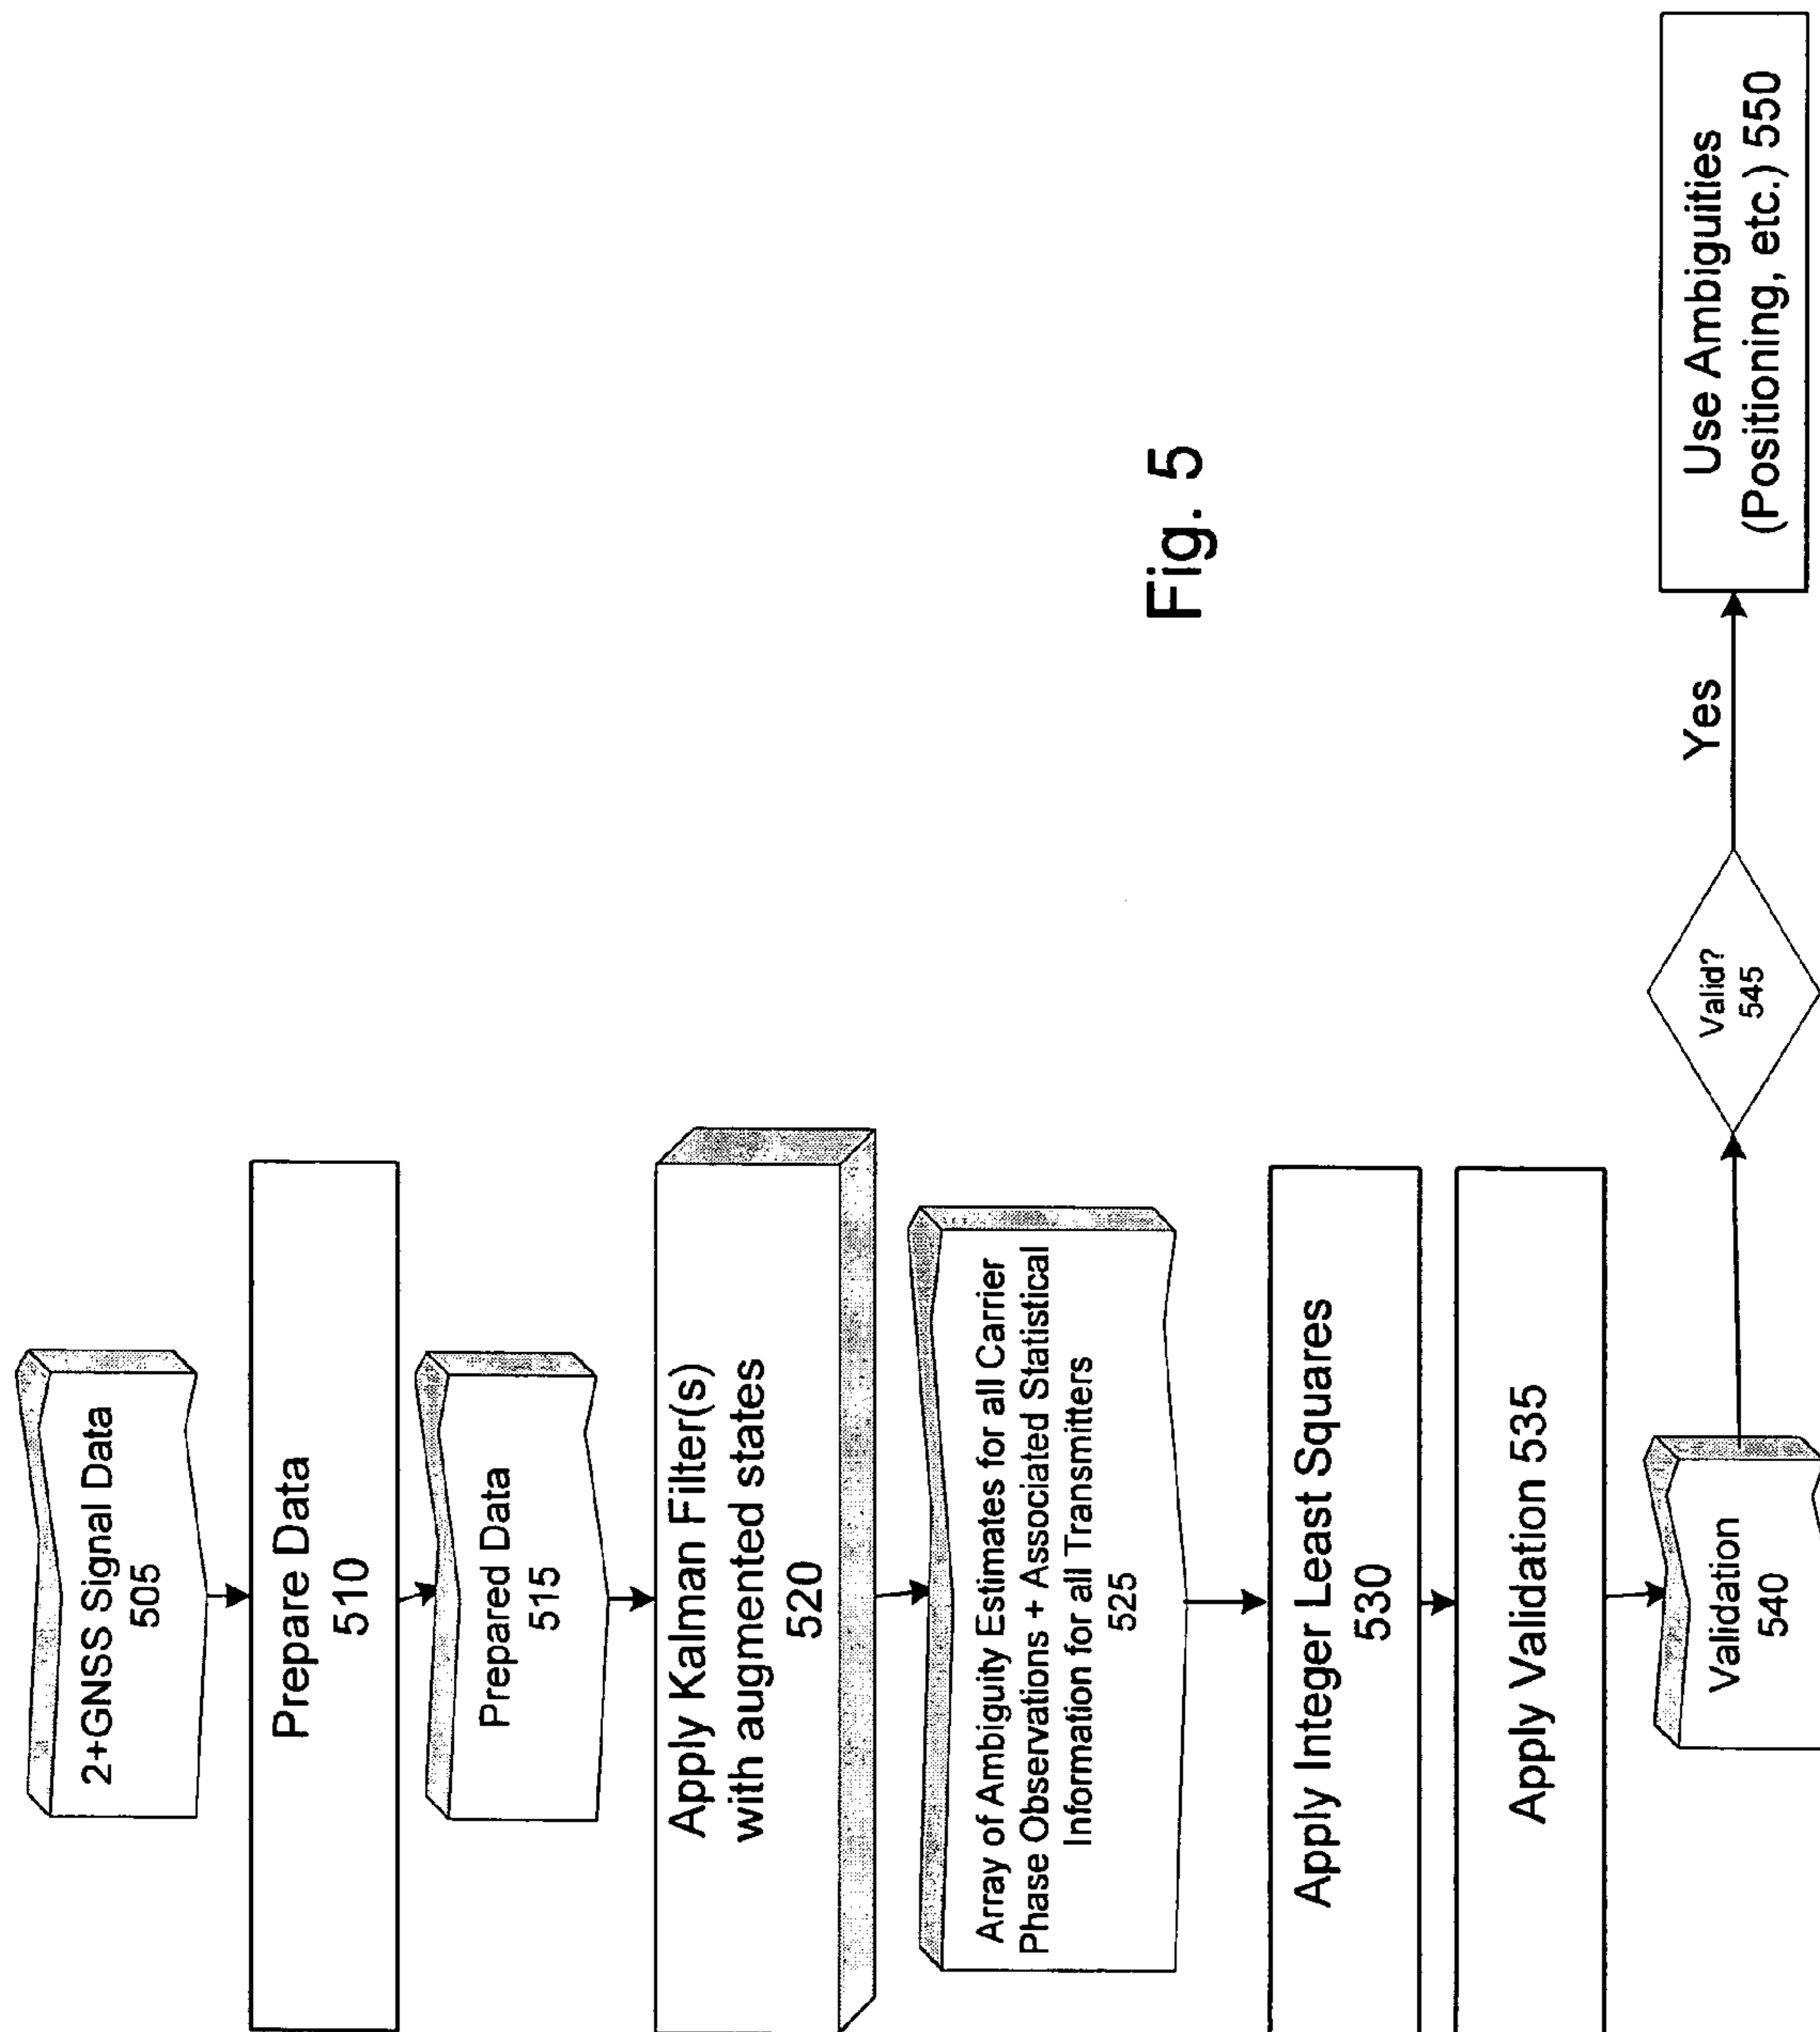 2+GNSS Signal Data
505
Prepare Data
510
Prepared Data
515
Apply Kalman Filter(s)
with augmented states
520
Array of Ambiguity Estimates for all Carrier
Phase Observations + Associated Statistical
Information for all Transmitters
525
Apply Integer Least Squares
530
Apply Validation 535
Validation
540
Valid?
545
Yes
Use Ambiguities
(Positioning, etc.) 550
Fig. 5